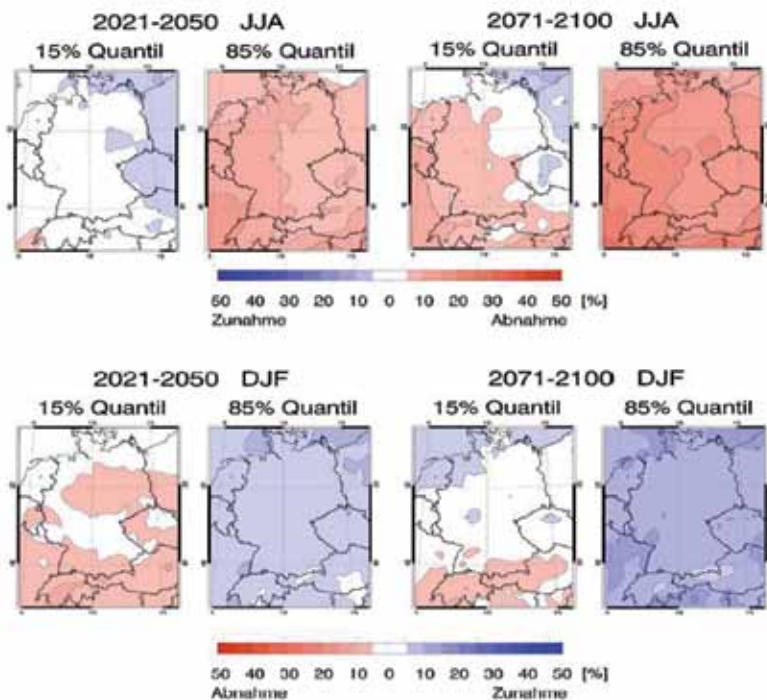 2021-2050 JJA 2071-2100 JJA
15% Quantil 85% Quantil 15% Quantil 85% Quantil
50 40 30 20 10 0 10 20 30 40 50 [%]
Zunahme Abnahme
2021-2050 DJF 2071-2100 DJF
15% Quantil 85% Quantil 15% Quantil 85% Quantil
50 40 30 20 10 0 10 20 30 40 50 [%]
Abnahme Zunahme